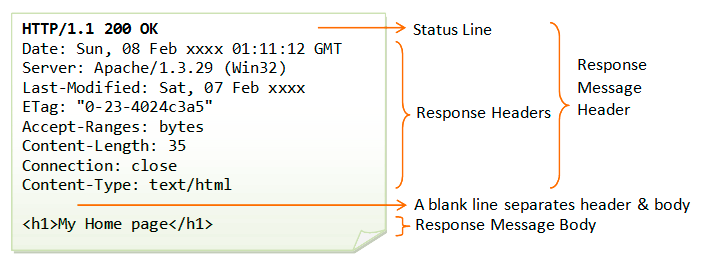 HTTP/1.1 200 OK
Date: Sun, 08 Feb xxxx 01:11:12 GMT
Server: Apache/1.3.29 (Win32)
Last-Modified: Sat, 07 Feb xxxx
ETag: "0-23-4024c3a5"
Accept-Ranges: bytes
Content-Length: 35
Connection: close
Content-Type: text/html
<h1>My Home page</h1>
Status Line
Response Headers
Response
Message
Header
A blank line separates header & body
Response Message Body